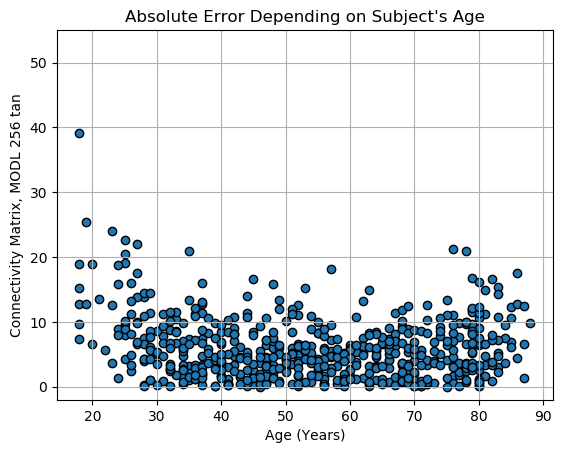 Absolute Error Depending on Subject's Age
Connectivity Matrix, MODL 256 tan
50
40
30
20
10
0
20 30 40 50 60 70 80 90
Age (Years)